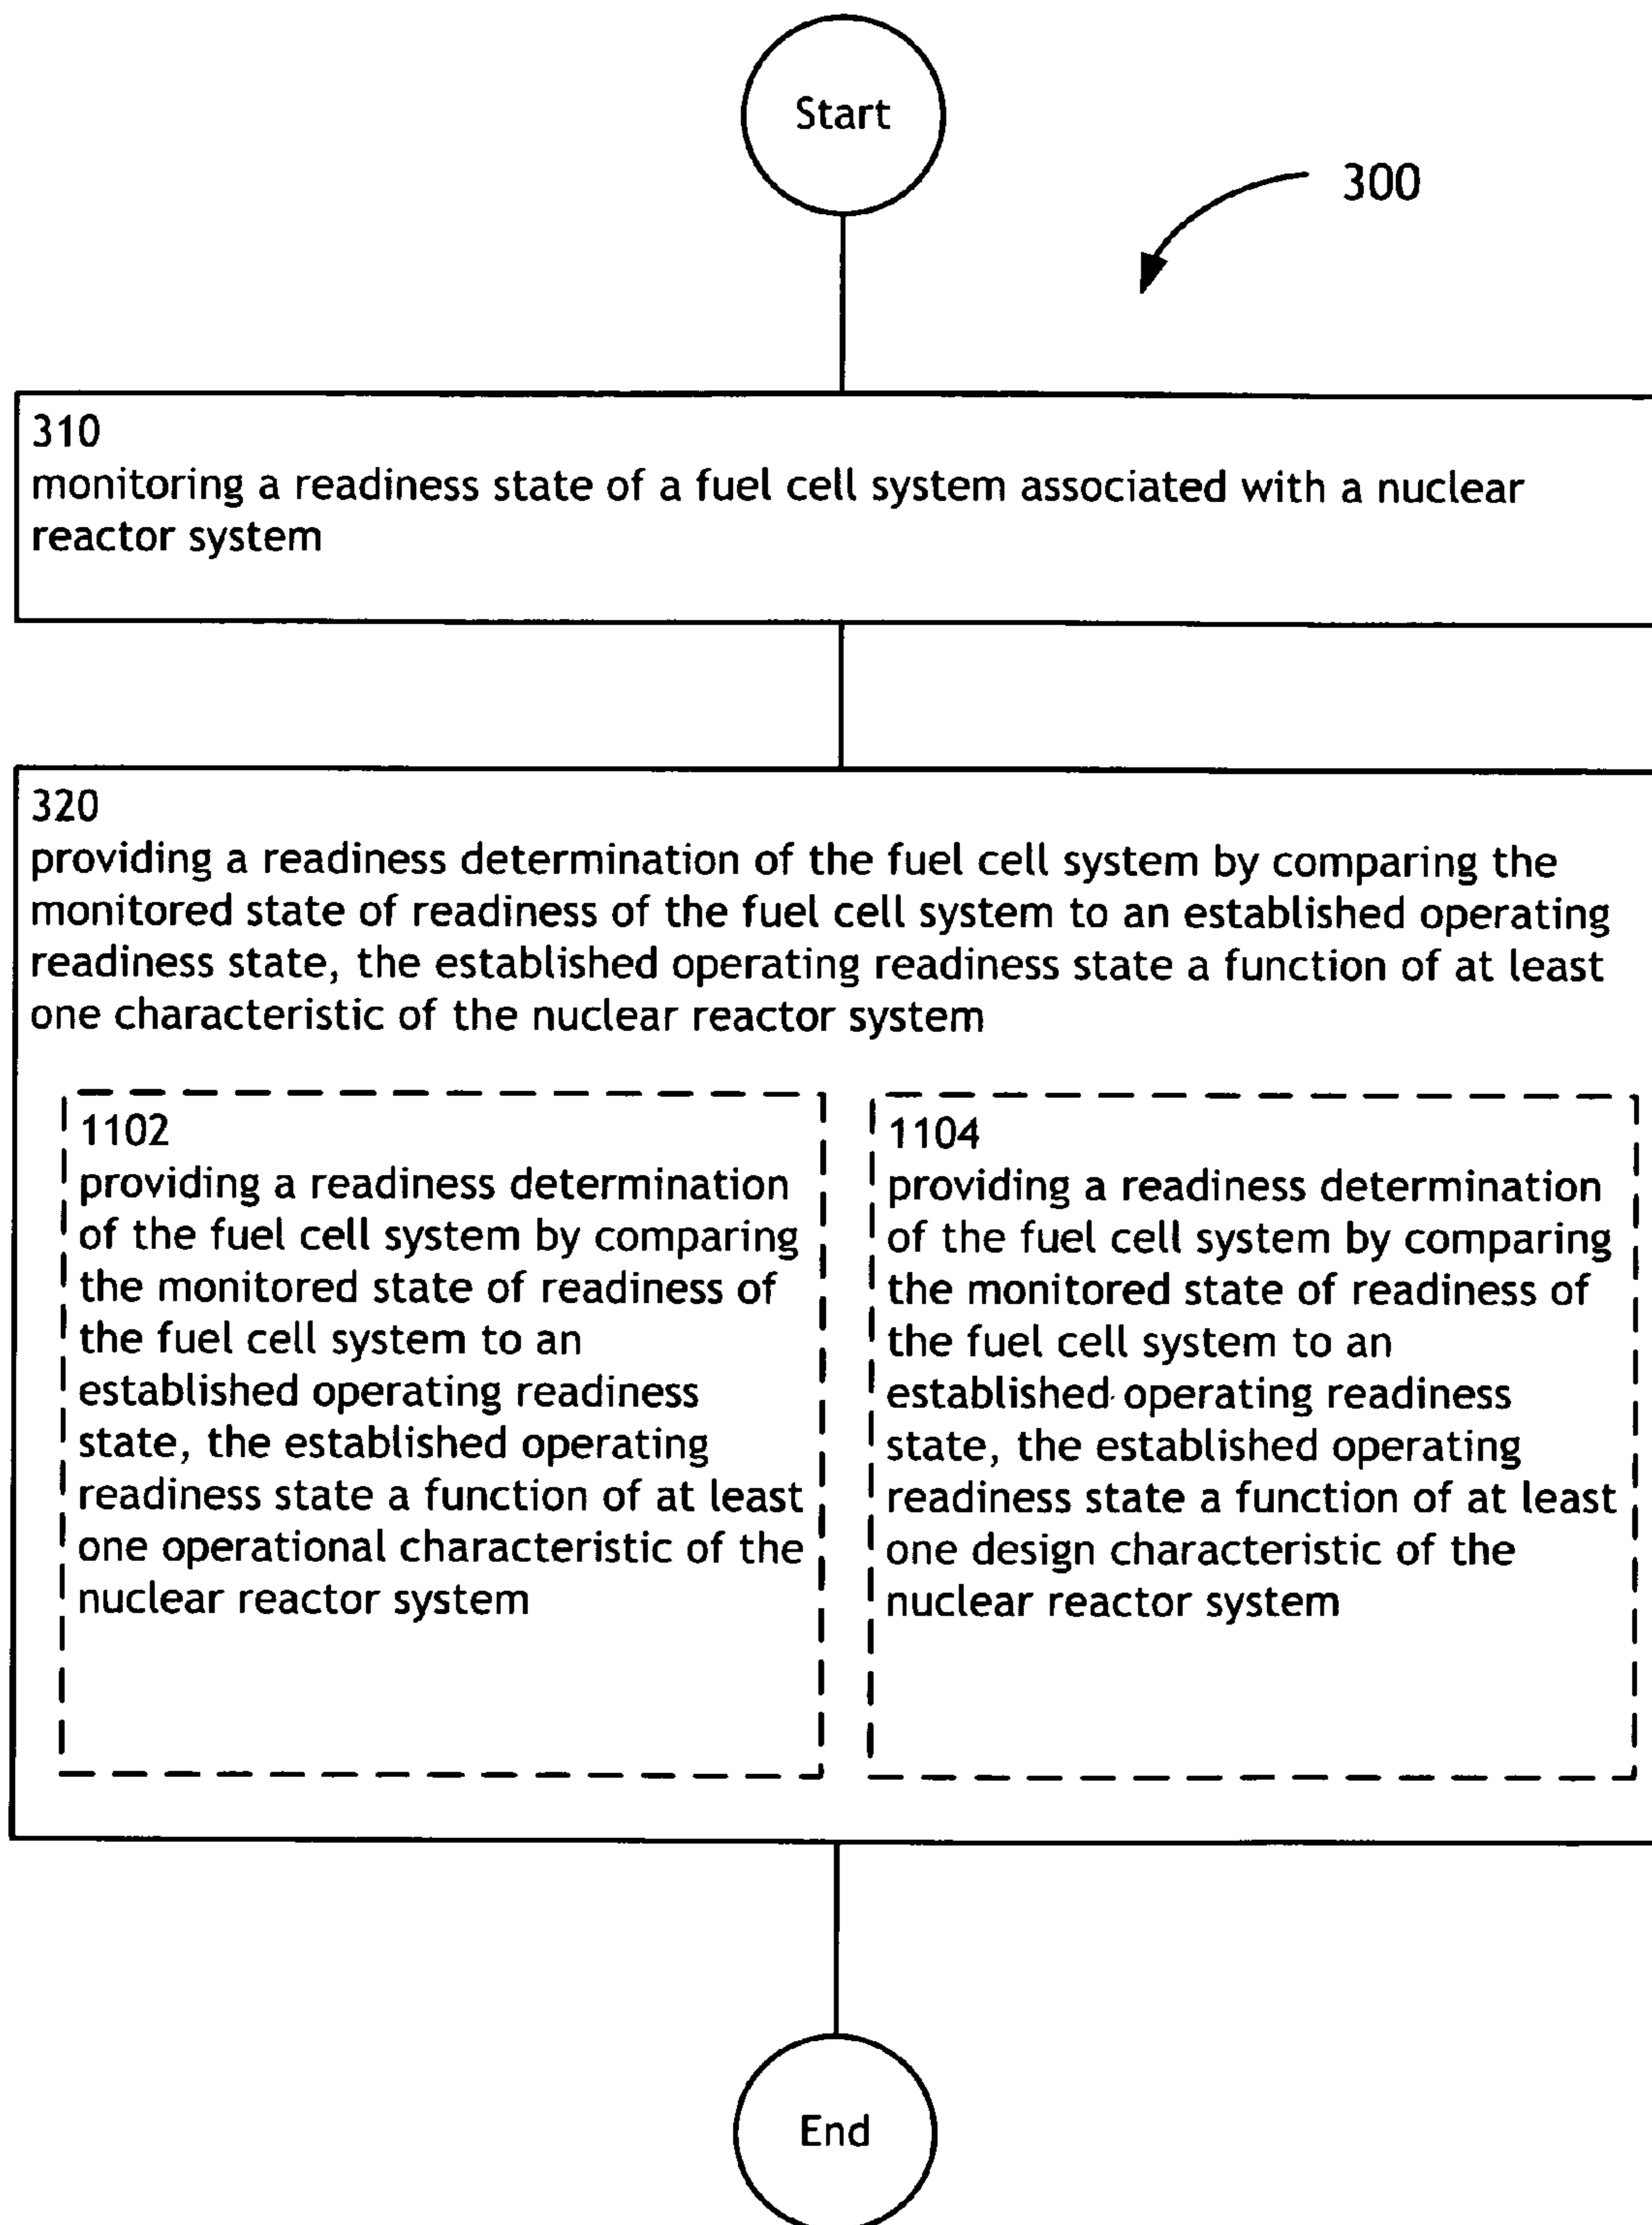 Start
300
310
monitoring a readiness state of a fuel cell system associated with a nuclear
reactor system
320
providing a readiness determination of the fuel cell system by comparing the
monitored state of readiness of the fuel cell system to an established operating
readiness state, the established operating readiness state a function of at least
one characteristic of the nuclear reactor system
1102
providing a readiness determination
of the fuel cell system by comparing
the monitored state of readiness of
the fuel cell system to an
established operating readiness
state, the established operating
readiness state a function of at least
one operational characteristic of the
nuclear reactor system
1104
providing a readiness determination
of the fuel cell system by comparing
the monitored state of readiness of
the fuel cell system to an
established operating readiness
state, the established operating
readiness state a function of at least
one design characteristic of the
nuclear reactor system
End